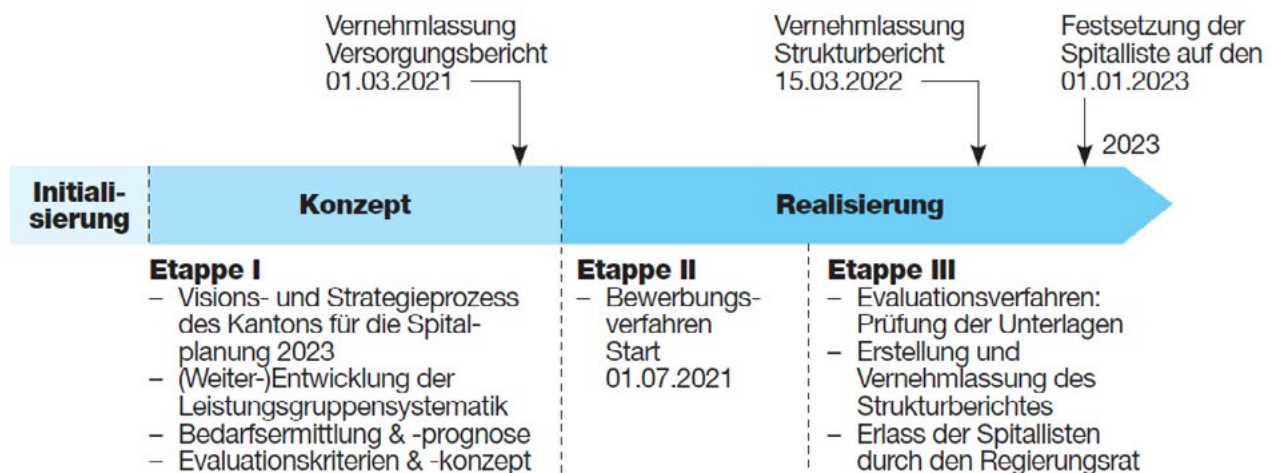 Vernehmlassung
Versorgungsbericht
01.03.2021
Vernehmlassung
Strukturbericht
15.03.2022
Festsetzung der
Spitalliste auf den
01.01.2023
2023
Initiali-
sierung
Konzept
Realisierung
Etappe I
– Visions- und Strategieprozess
des Kantons für die Spital-
planung 2023
– (Weiter-)Entwicklung der
Leistungsgruppensystematik
– Bedarfsermittlung & -prognose
– Evaluationskriterien & -konzept
Etappe II
– Bewerbungs-
verfahren
Start
01.07.2021
Etappe III
– Evaluationsverfahren:
Prüfung der Unterlagen
– Erstellung und
Vernehmlassung des
Strukturberichtes
– Erlass der Spitallisten
durch den Regierungsrat